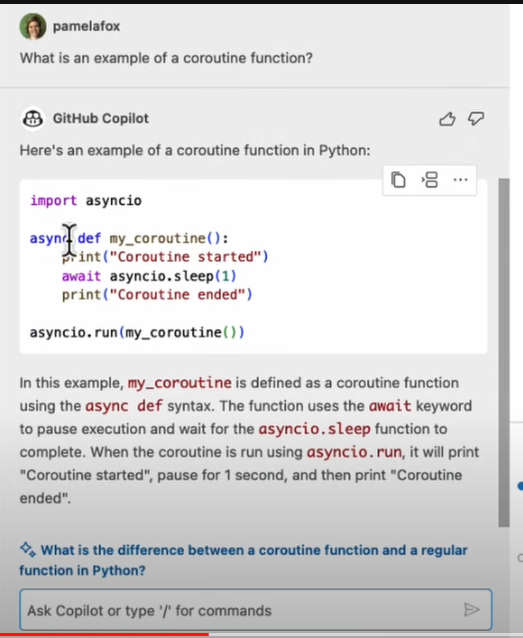 pamelafox
What is an example of a coroutine function?
GitHub Copilot
Here's an example of a coroutine function in Python:
import asyncio
async def my_coroutine():
print("Coroutine started")
await asyncio.sleep(1)
print("Coroutine ended")
asyncio.run(my_coroutine())
In this example, my_coroutine is defined as a coroutine function
using the async def syntax. The function uses the await keyword
to pause execution and wait for the asyncio.sleep function to
complete. When the coroutine is run using asyncio.run, it will print
"Coroutine started", pause for 1 second, and then print "Coroutine
ended".
What is the difference between a coroutine function and a regular
function in Python?
Ask Copilot or type '/' for commands